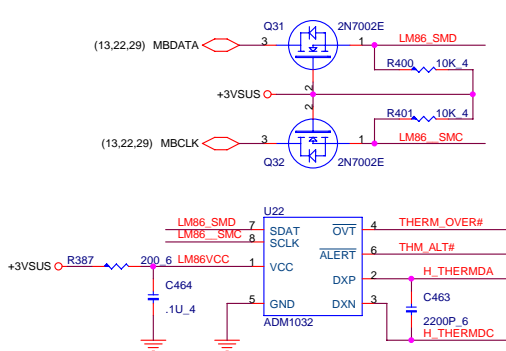 Q31 2N7002E
(13,22,29) MBDATA 3 1 LM86_SMD
R400 10K_4
2
+3VSUS
R401 10K_4
2
(13,22,29) MBCLK 3 1 LM86__SMC
Q32 2N7002E
U22
LM86_SMD 7 SDAT OVT 4 THERM_OVER#
LM86__SMC 8 SCLK
ALERT 6 THM_ALT#
+3VSUS R387 200_6 LM86VCC 1 VCC
DXP 2 H_THERMDA
C464
.1U_4
C463
5 GND DXN 3
2200P_6
ADM1032
H_THERMDC